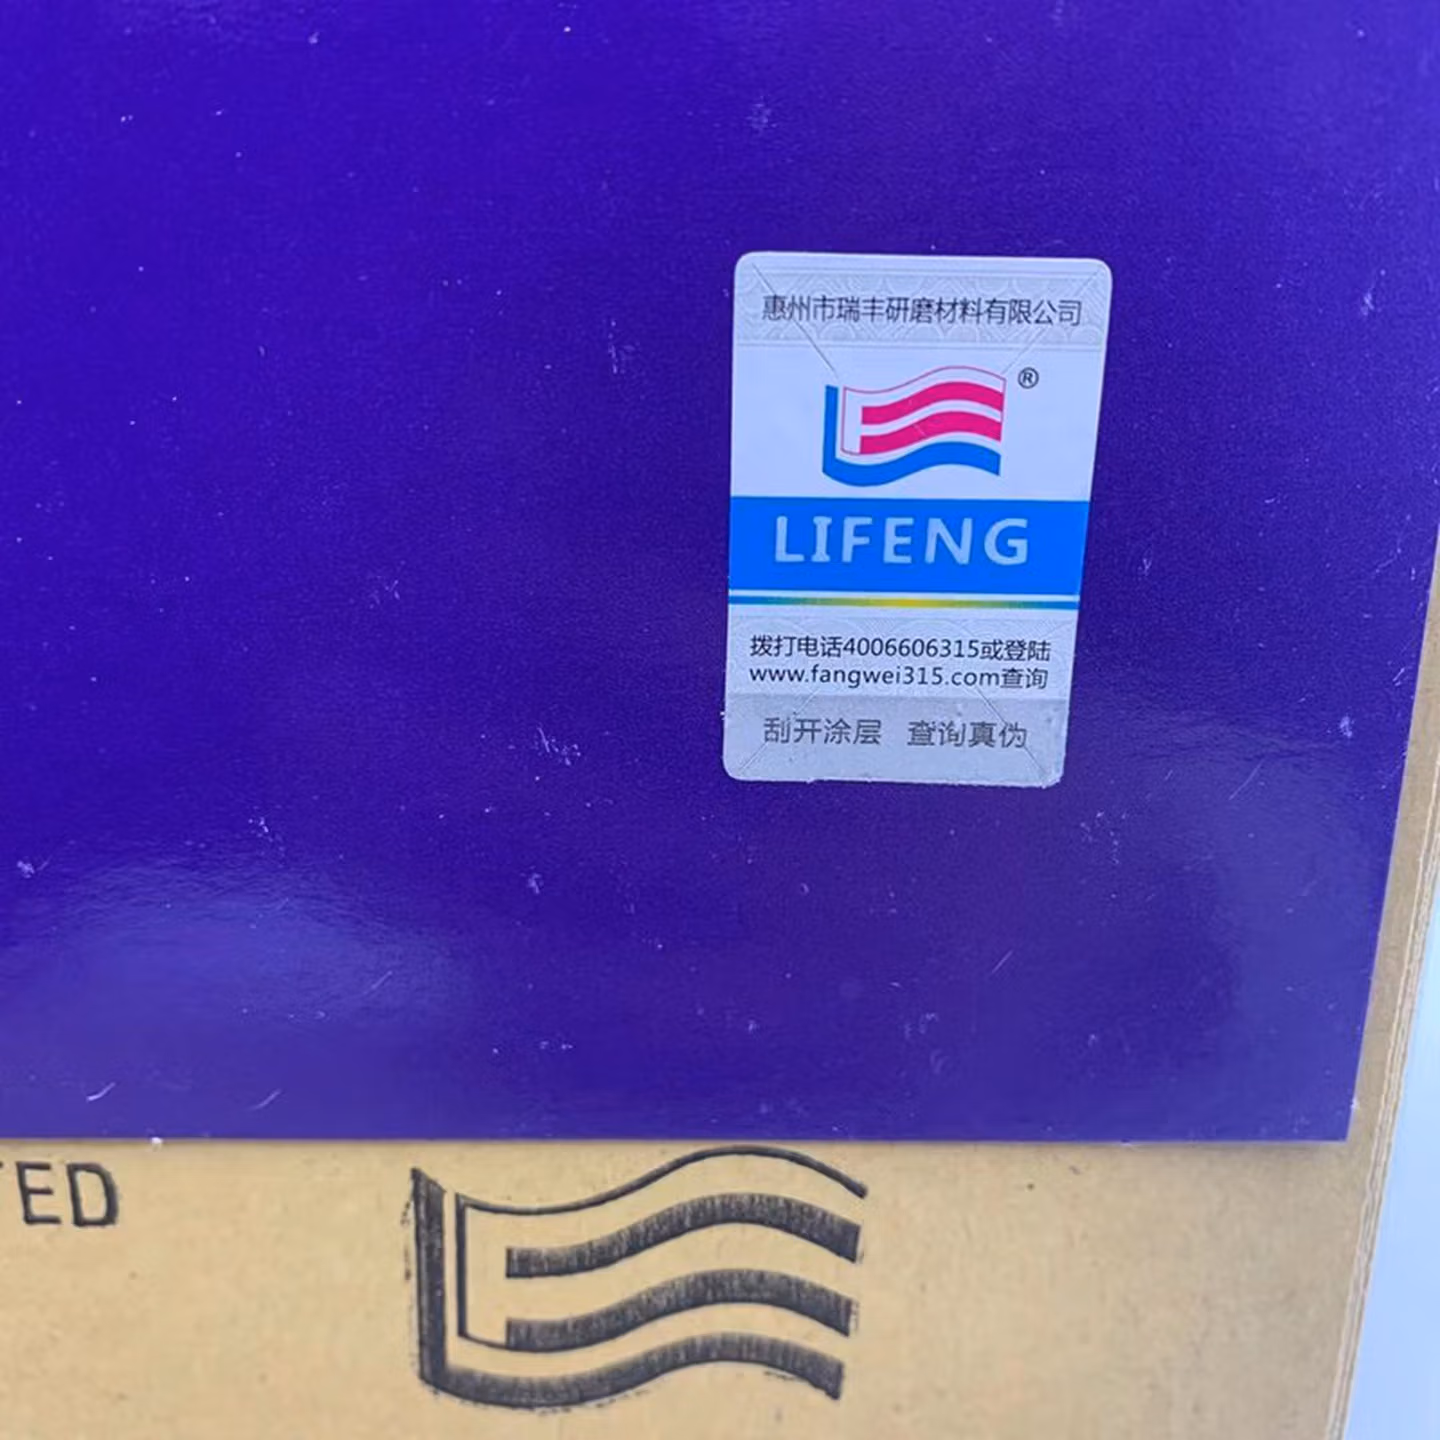 惠州市瑞丰研磨材料有限公司
®
LIFENG
拨打电话4006606315或登陆
www.fangwei315.com查询
刮开涂层 查询真伪
TED